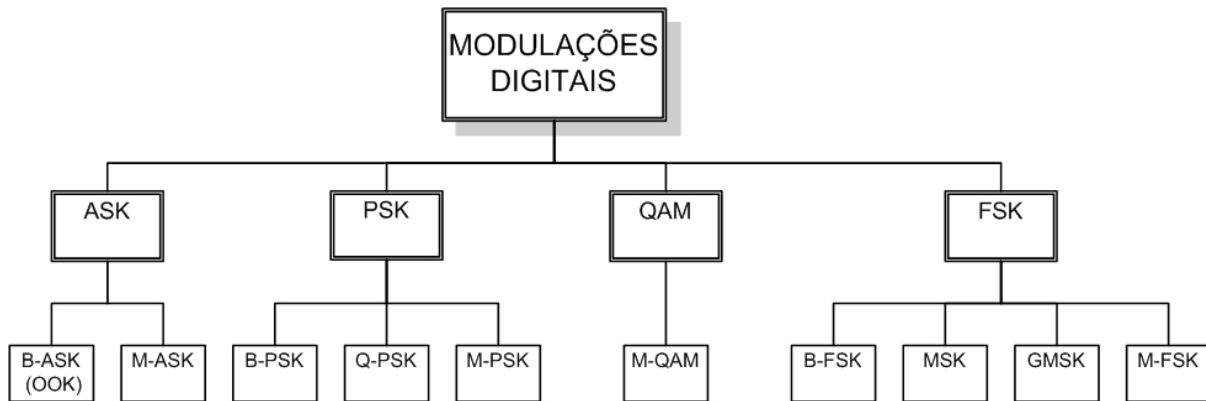 MODULAÇÕES
DIGITAIS
ASK
PSK
QAM
FSK
B-ASK
(OOK)
M-ASK
B-PSK
Q-PSK
M-PSK
M-QAM
B-FSK
MSK
GMSK
M-FSK